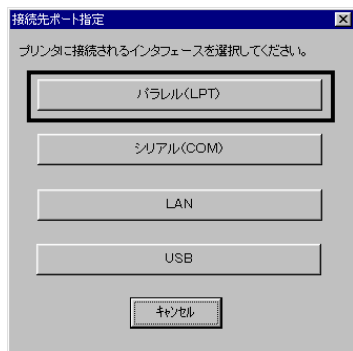 接続先ポート指定
プリンタに接続されるインタフェースを選択してください。
パラレル(LPT)
シリアル(COM)
LAN
USB
キャンセル